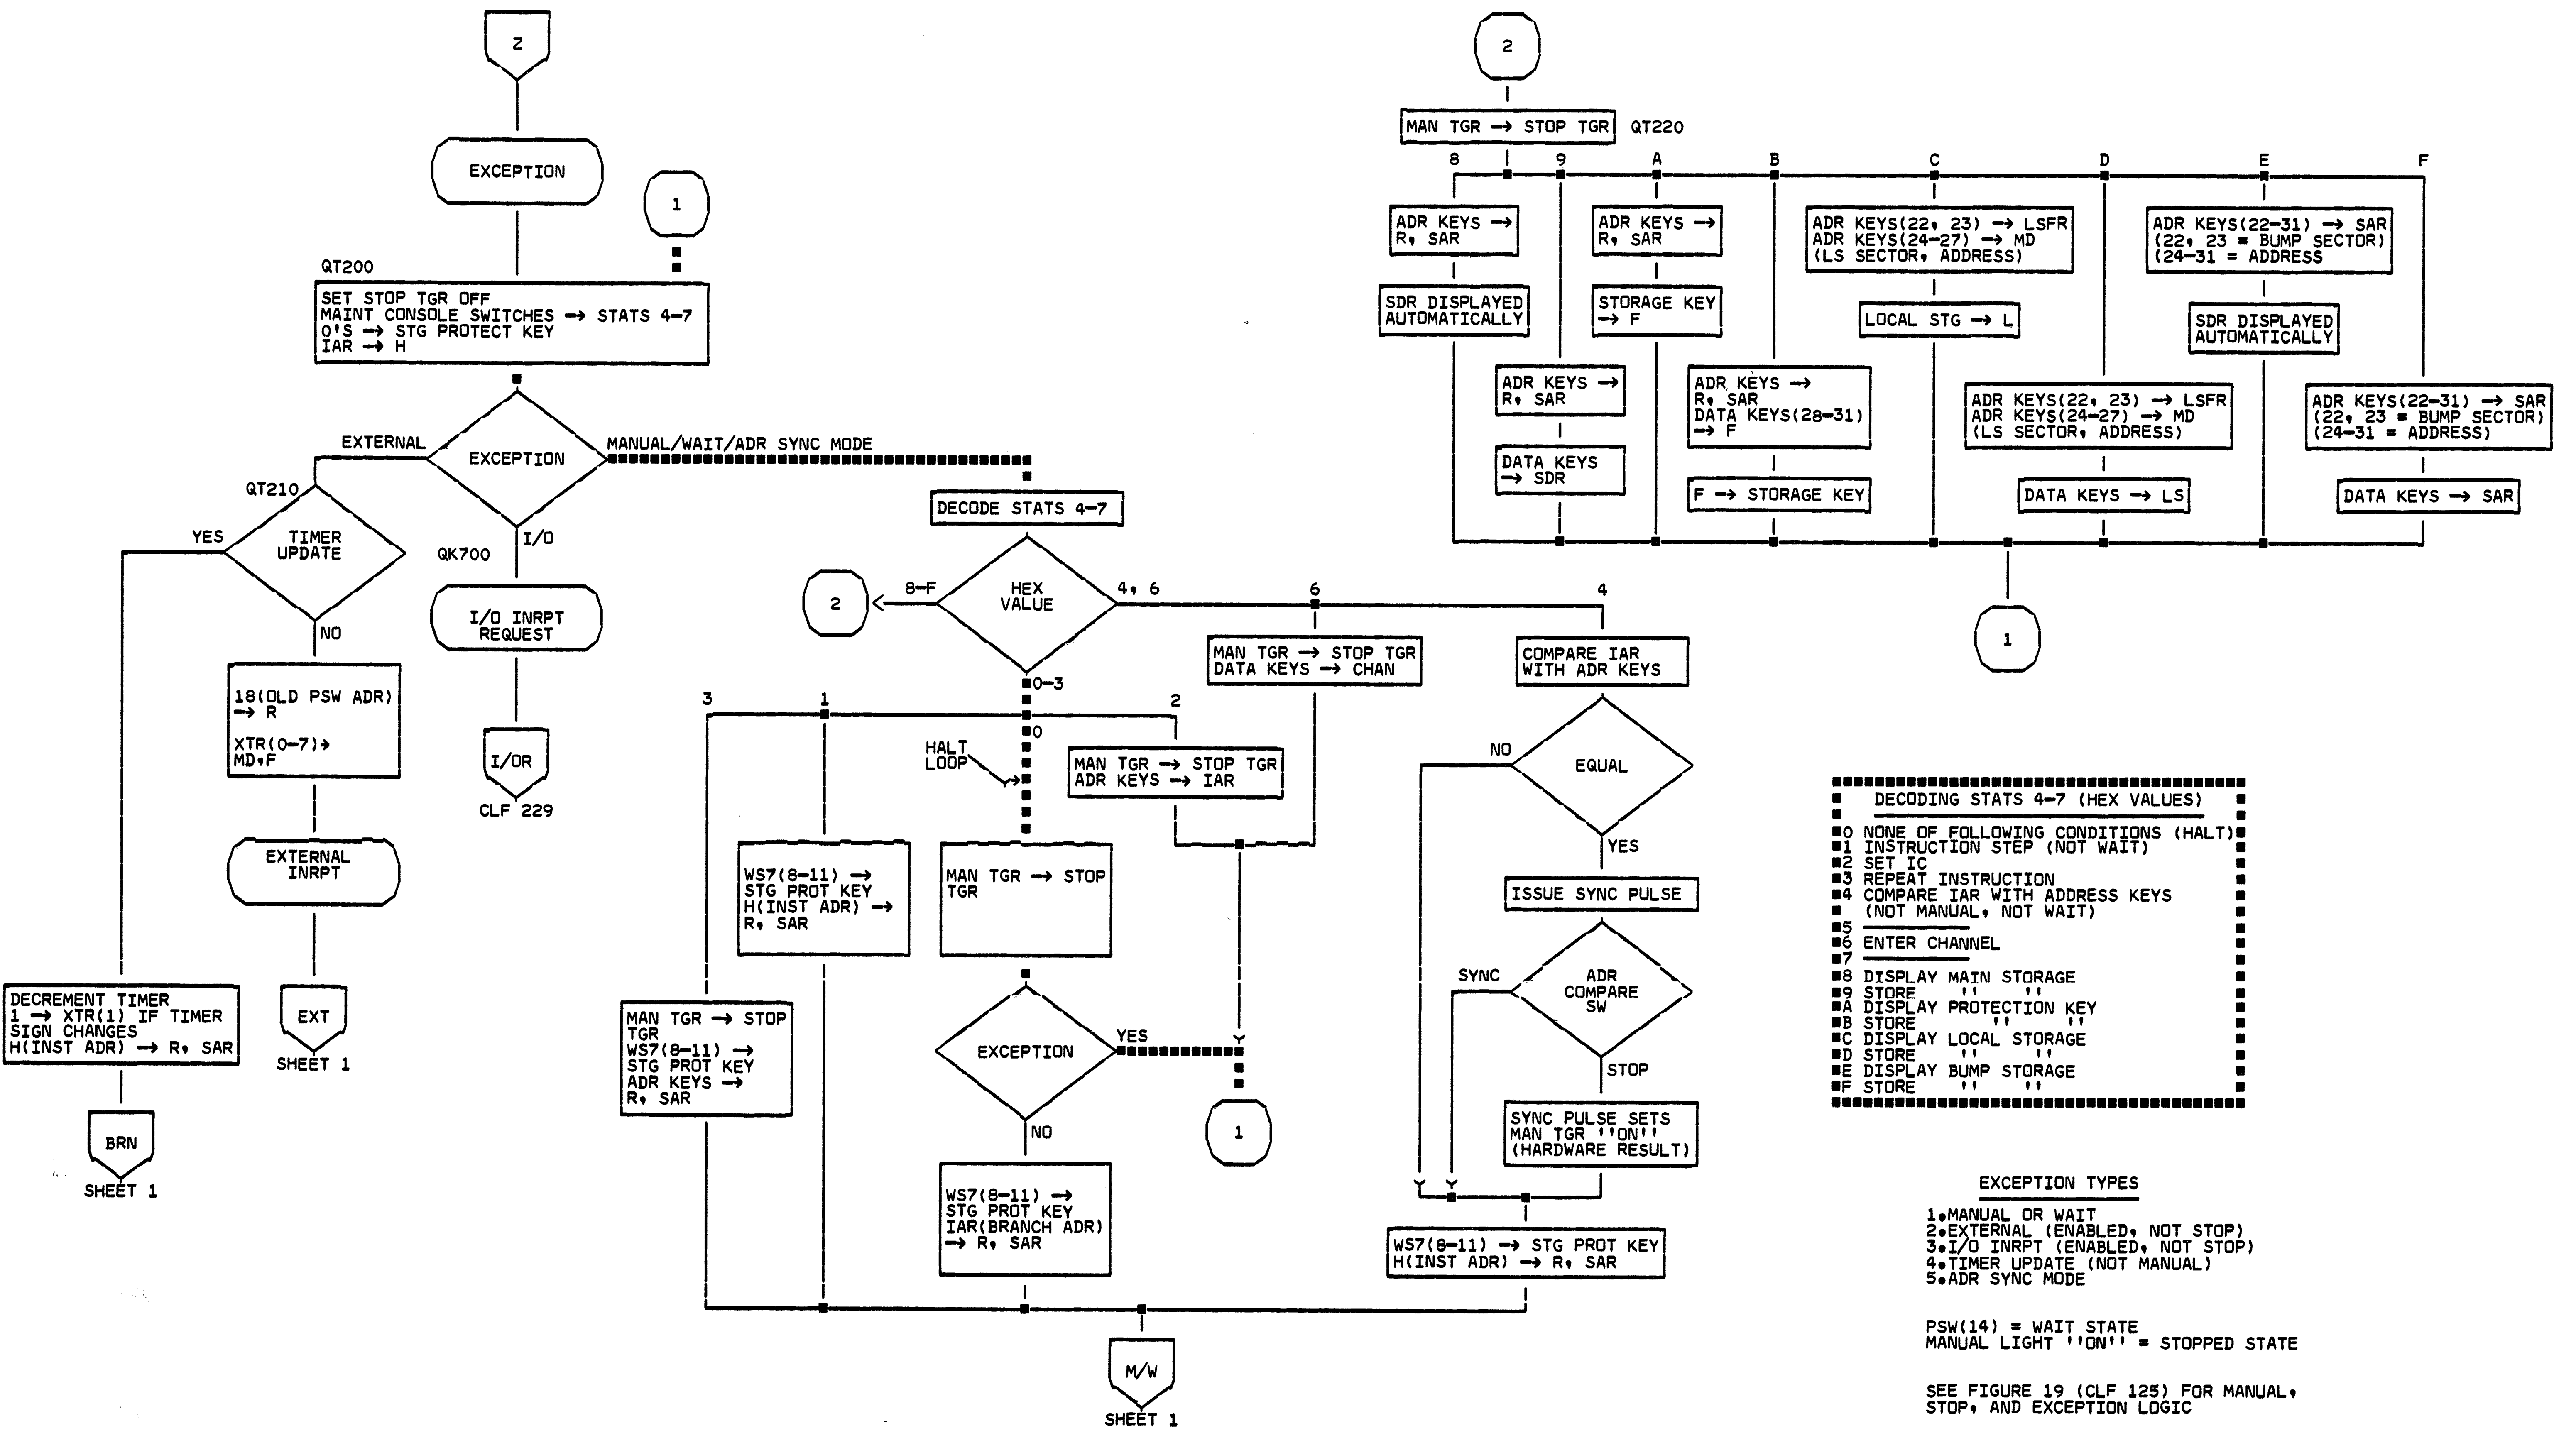 Z
EXCEPTION
1
QT200
SET STOP TGR OFF
MAINT CONSOLE SWITCHES → STATS 4-7
0'S → STG PROTECT KEY
IAR → H
EXTERNAL
EXCEPTION
MANUAL/WAIT/ADR SYNC MODE
QT210
YES
TIMER
UPDATE
NO
I/O
QK700
I/O INRPT
REQUEST
I/OR
CLF 229
18(OLD PSW ADR)
→ R
XTR(0-7)→
MD,F
EXTERNAL
INRPT
EXT
SHEET 1
DECREMENT TIMER
1 → XTR(1) IF TIMER
SIGN CHANGES
H(INST ADR) → R, SAR
BRN
SHEET 1
DECODE STATS 4-7
2
8-F
HEX
VALUE
4, 6
6
4
0-3
3
1
2
0
HALT
LOOP
MAN TGR → STOP TGR
DATA KEYS → CHAN
MAN TGR → STOP TGR
ADR KEYS → IAR
WS7(8-11) →
STG PROT KEY
H(INST ADR) →
R, SAR
MAN TGR → STOP
TGR
MAN TGR → STOP
TGR
WS7(8-11) →
STG PROT KEY
ADR KEYS →
R, SAR
EXCEPTION
YES
NO
1
WS7(8-11) →
STG PROT KEY
IAR(BRANCH ADR)
→ R, SAR
M/W
SHEET 1
COMPARE IAR
WITH ADR KEYS
NO
EQUAL
YES
ISSUE SYNC PULSE
SYNC
ADR
COMPARE
SW
STOP
SYNC PULSE SETS
MAN TGR ''ON''
(HARDWARE RESULT)
WS7(8-11) → STG PROT KEY
H(INST ADR) → R, SAR
2
MAN TGR → STOP TGR
QT220
8 9 A B C D E F
ADR KEYS →
R, SAR
SDR DISPLAYED
AUTOMATICALLY
ADR KEYS →
R, SAR
DATA KEYS
→ SDR
ADR KEYS →
R, SAR
STORAGE KEY
→ F
ADR KEYS →
R, SAR
DATA KEYS(28-31)
→ F
F → STORAGE KEY
ADR KEYS(22, 23) → LSFR
ADR KEYS(24-27) → MD
(LS SECTOR, ADDRESS)
LOCAL STG → L
ADR KEYS(22, 23) → LSFR
ADR KEYS(24-27) → MD
(LS SECTOR, ADDRESS)
DATA KEYS → LS
ADR KEYS(22-31) → SAR
(22, 23 = BUMP SECTOR)
(24-31 = ADDRESS
SDR DISPLAYED
AUTOMATICALLY
ADR KEYS(22-31) → SAR
(22, 23 = BUMP SECTOR)
(24-31 = ADDRESS)
DATA KEYS → SAR
1
DECODING STATS 4-7 (HEX VALUES)
0 NONE OF FOLLOWING CONDITIONS (HALT)
1 INSTRUCTION STEP (NOT WAIT)
2 SET IC
3 REPEAT INSTRUCTION
4 COMPARE IAR WITH ADDRESS KEYS
(NOT MANUAL, NOT WAIT)
5
6 ENTER CHANNEL
7
8 DISPLAY MAIN STORAGE
9 STORE '' ''
A DISPLAY PROTECTION KEY
B STORE '' ''
C DISPLAY LOCAL STORAGE
D STORE '' ''
E DISPLAY BUMP STORAGE
F STORE '' ''
EXCEPTION TYPES
1.MANUAL OR WAIT
2.EXTERNAL (ENABLED, NOT STOP)
3.I/O INRPT (ENABLED, NOT STOP)
4.TIMER UPDATE (NOT MANUAL)
5.ADR SYNC MODE
PSW(14) = WAIT STATE
MANUAL LIGHT ''ON'' = STOPPED STATE
SEE FIGURE 19 (CLF 125) FOR MANUAL,
STOP, AND EXCEPTION LOGIC